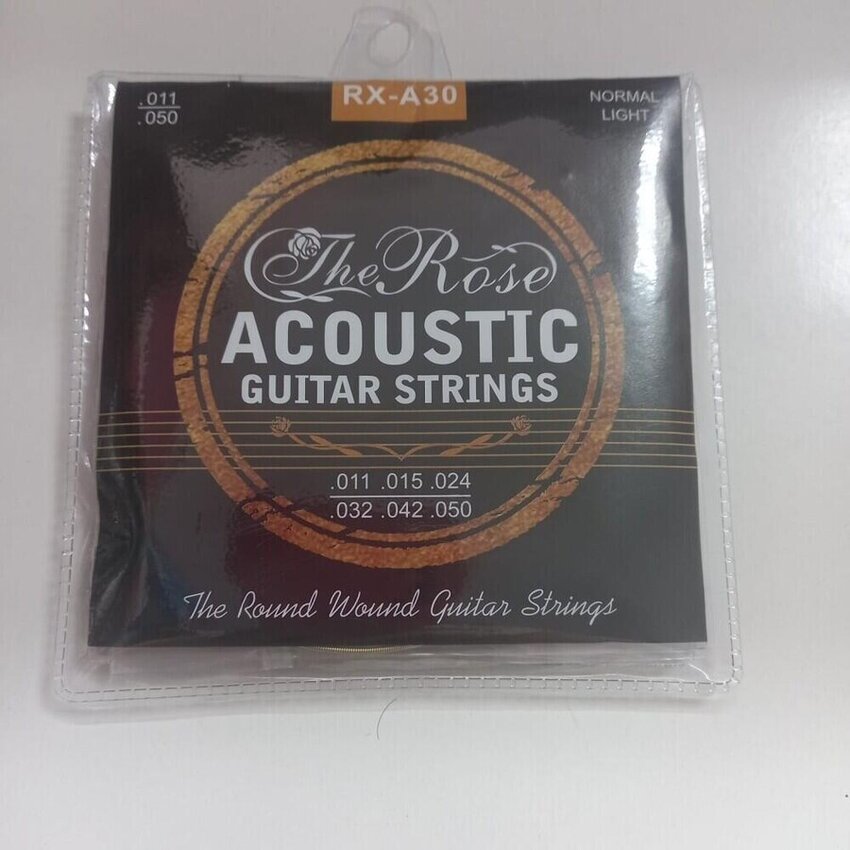 .011
.050
RX-A30
NORMAL
LIGHT
The Rose
ACOUSTIC
GUITAR STRINGS
.011 .015 .024
.032 .042 .050
The Round Wound Guitar Strings